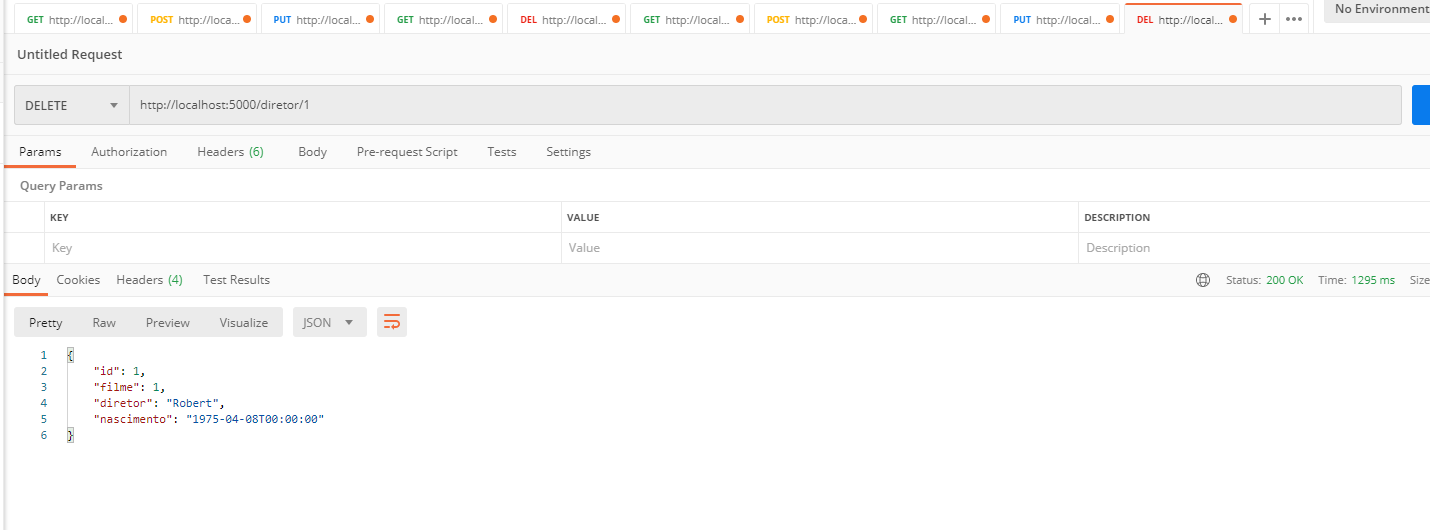 GET http://local... POST http://loca... PUT http://local... GET http://local... DEL http://local... GET http://local... POST http://loca... GET http://local... PUT http://local... DEL http://local... + ••• No Environment
Untitled Request
DELETE http://localhost:5000/diretor/1
Params Authorization Headers (6) Body Pre-request Script Tests Settings
Query Params
KEY VALUE DESCRIPTION
Key Value Description
Body Cookies Headers (4) Test Results Status: 200 OK Time: 1295 ms Size
Pretty Raw Preview Visualize JSON
1 {
2 "id": 1,
3 "filme": 1,
4 "diretor": "Robert",
5 "nascimento": "1975-04-08T00:00:00"
6 }